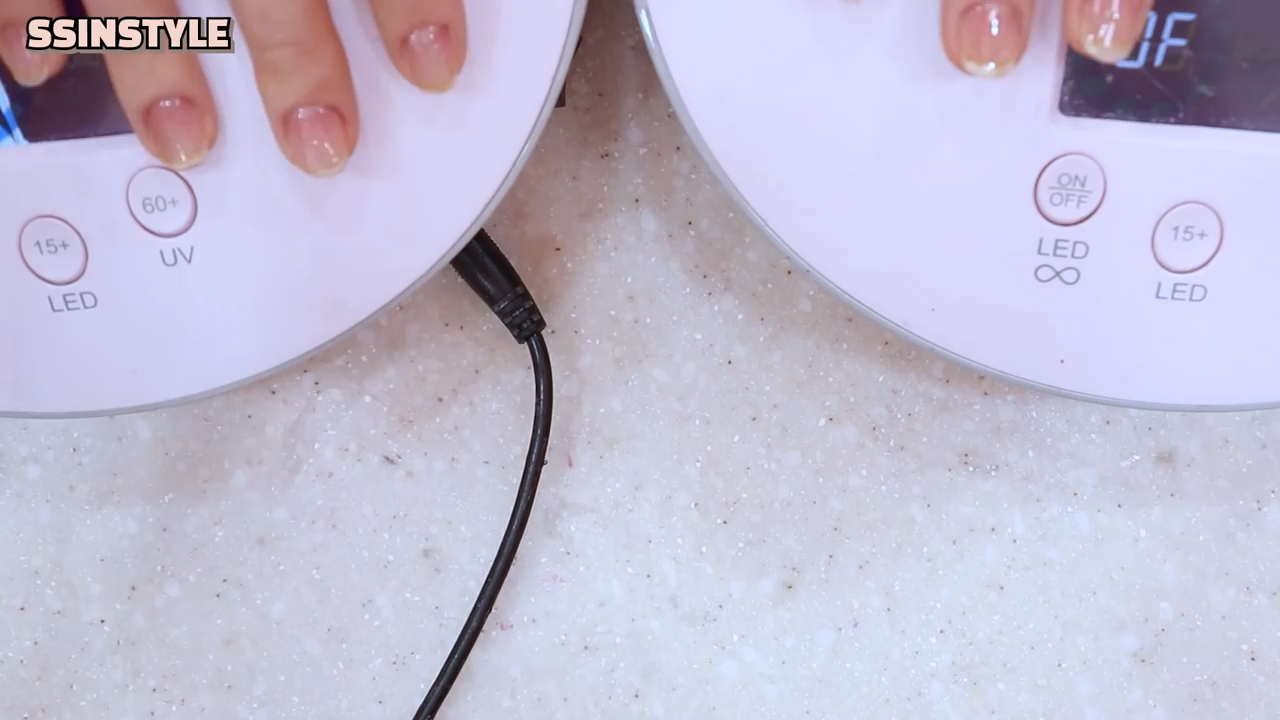 SSINSTYLE
60+
UV
15+
LED
ON
OFF
LED
∞
15+
LED